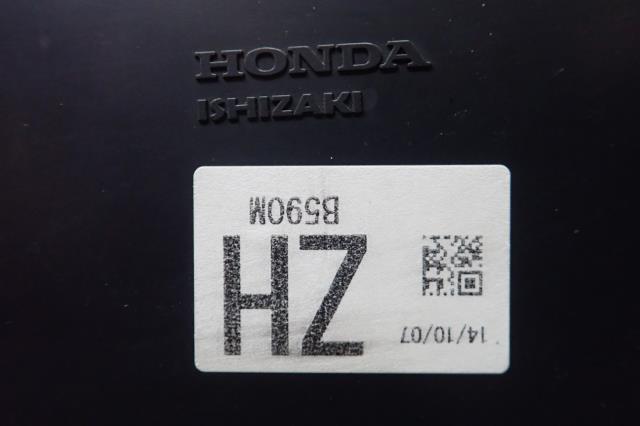 HONDA
ISHIZAKI
14/10/07
ZH
B590M